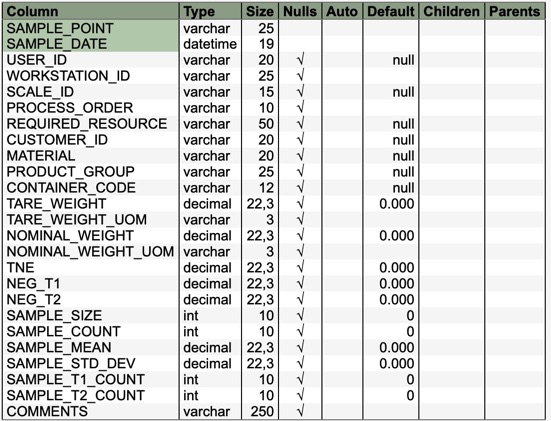 Column Type Size Nulls Auto Default Children Parents
SAMPLE_POINT varchar 25
SAMPLE_DATE datetime 19
USER_ID varchar 20 √ null
WORKSTATION_ID varchar 25 √
SCALE_ID varchar 15 √ null
PROCESS_ORDER varchar 10 √
REQUIRED_RESOURCE varchar 50 √ null
CUSTOMER_ID varchar 20 √ null
MATERIAL varchar 20 √ null
PRODUCT_GROUP varchar 25 √ null
CONTAINER_CODE varchar 12 √ null
TARE_WEIGHT decimal 22,3 √ 0.000
TARE_WEIGHT_UOM varchar 3 √
NOMINAL_WEIGHT decimal 22,3 √ 0.000
NOMINAL_WEIGHT_UOM varchar 3 √
TNE decimal 22,3 √ 0.000
NEG_T1 decimal 22,3 √ 0.000
NEG_T2 decimal 22,3 √ 0.000
SAMPLE_SIZE int 10 √ 0
SAMPLE_COUNT int 10 √ 0
SAMPLE_MEAN decimal 22,3 √ 0.000
SAMPLE_STD_DEV decimal 22,3 √ 0.000
SAMPLE_T1_COUNT int 10 √ 0
SAMPLE_T2_COUNT int 10 √ 0
COMMENTS varchar 250 √